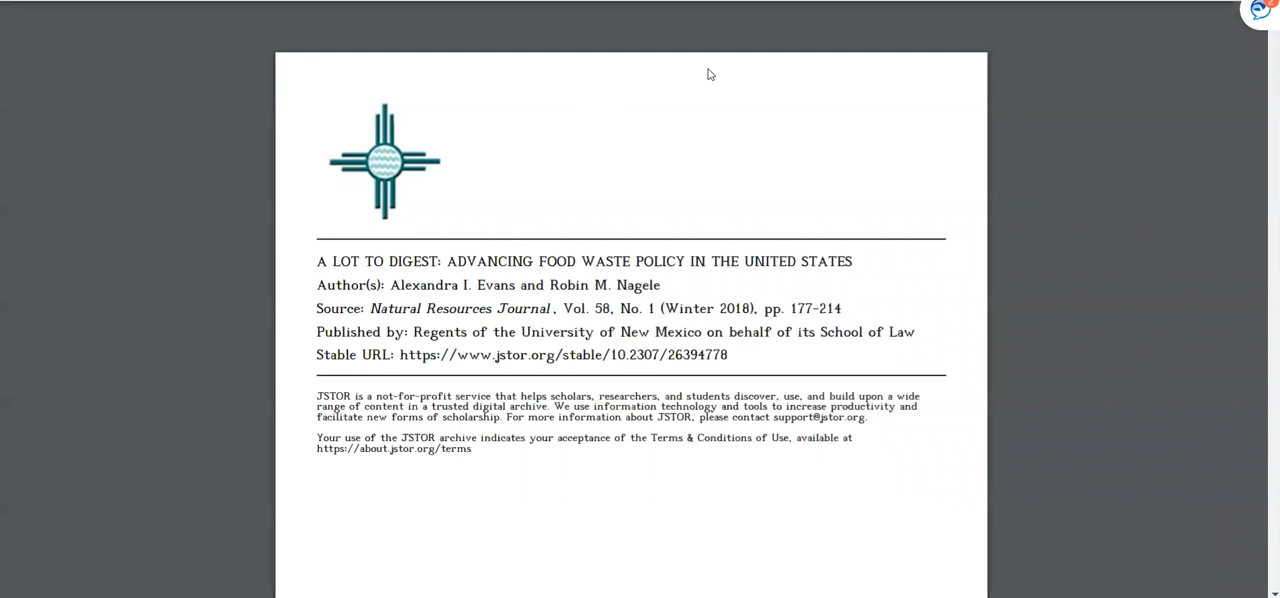 2
A LOT TO DIGEST: ADVANCING FOOD WASTE POLICY IN THE UNITED STATES
Author(s): Alexandra I. Evans and Robin M. Nagele
Source: Natural Resources Journal, Vol. 58, No. 1 (Winter 2018), pp. 177-214
Published by: Regents of the University of New Mexico on behalf of its School of Law
Stable URL: https://www.jstor.org/stable/10.2307/26394778
JSTOR is a not-for-profit service that helps scholars, researchers, and students discover, use, and build upon a wide
range of content in a trusted digital archive. We use information technology and tools to increase productivity and
facilitate new forms of scholarship. For more information about JSTOR, please contact support@jstor.org.
Your use of the JSTOR archive indicates your acceptance of the Terms & Conditions of Use, available at
https://about.jstor.org/terms